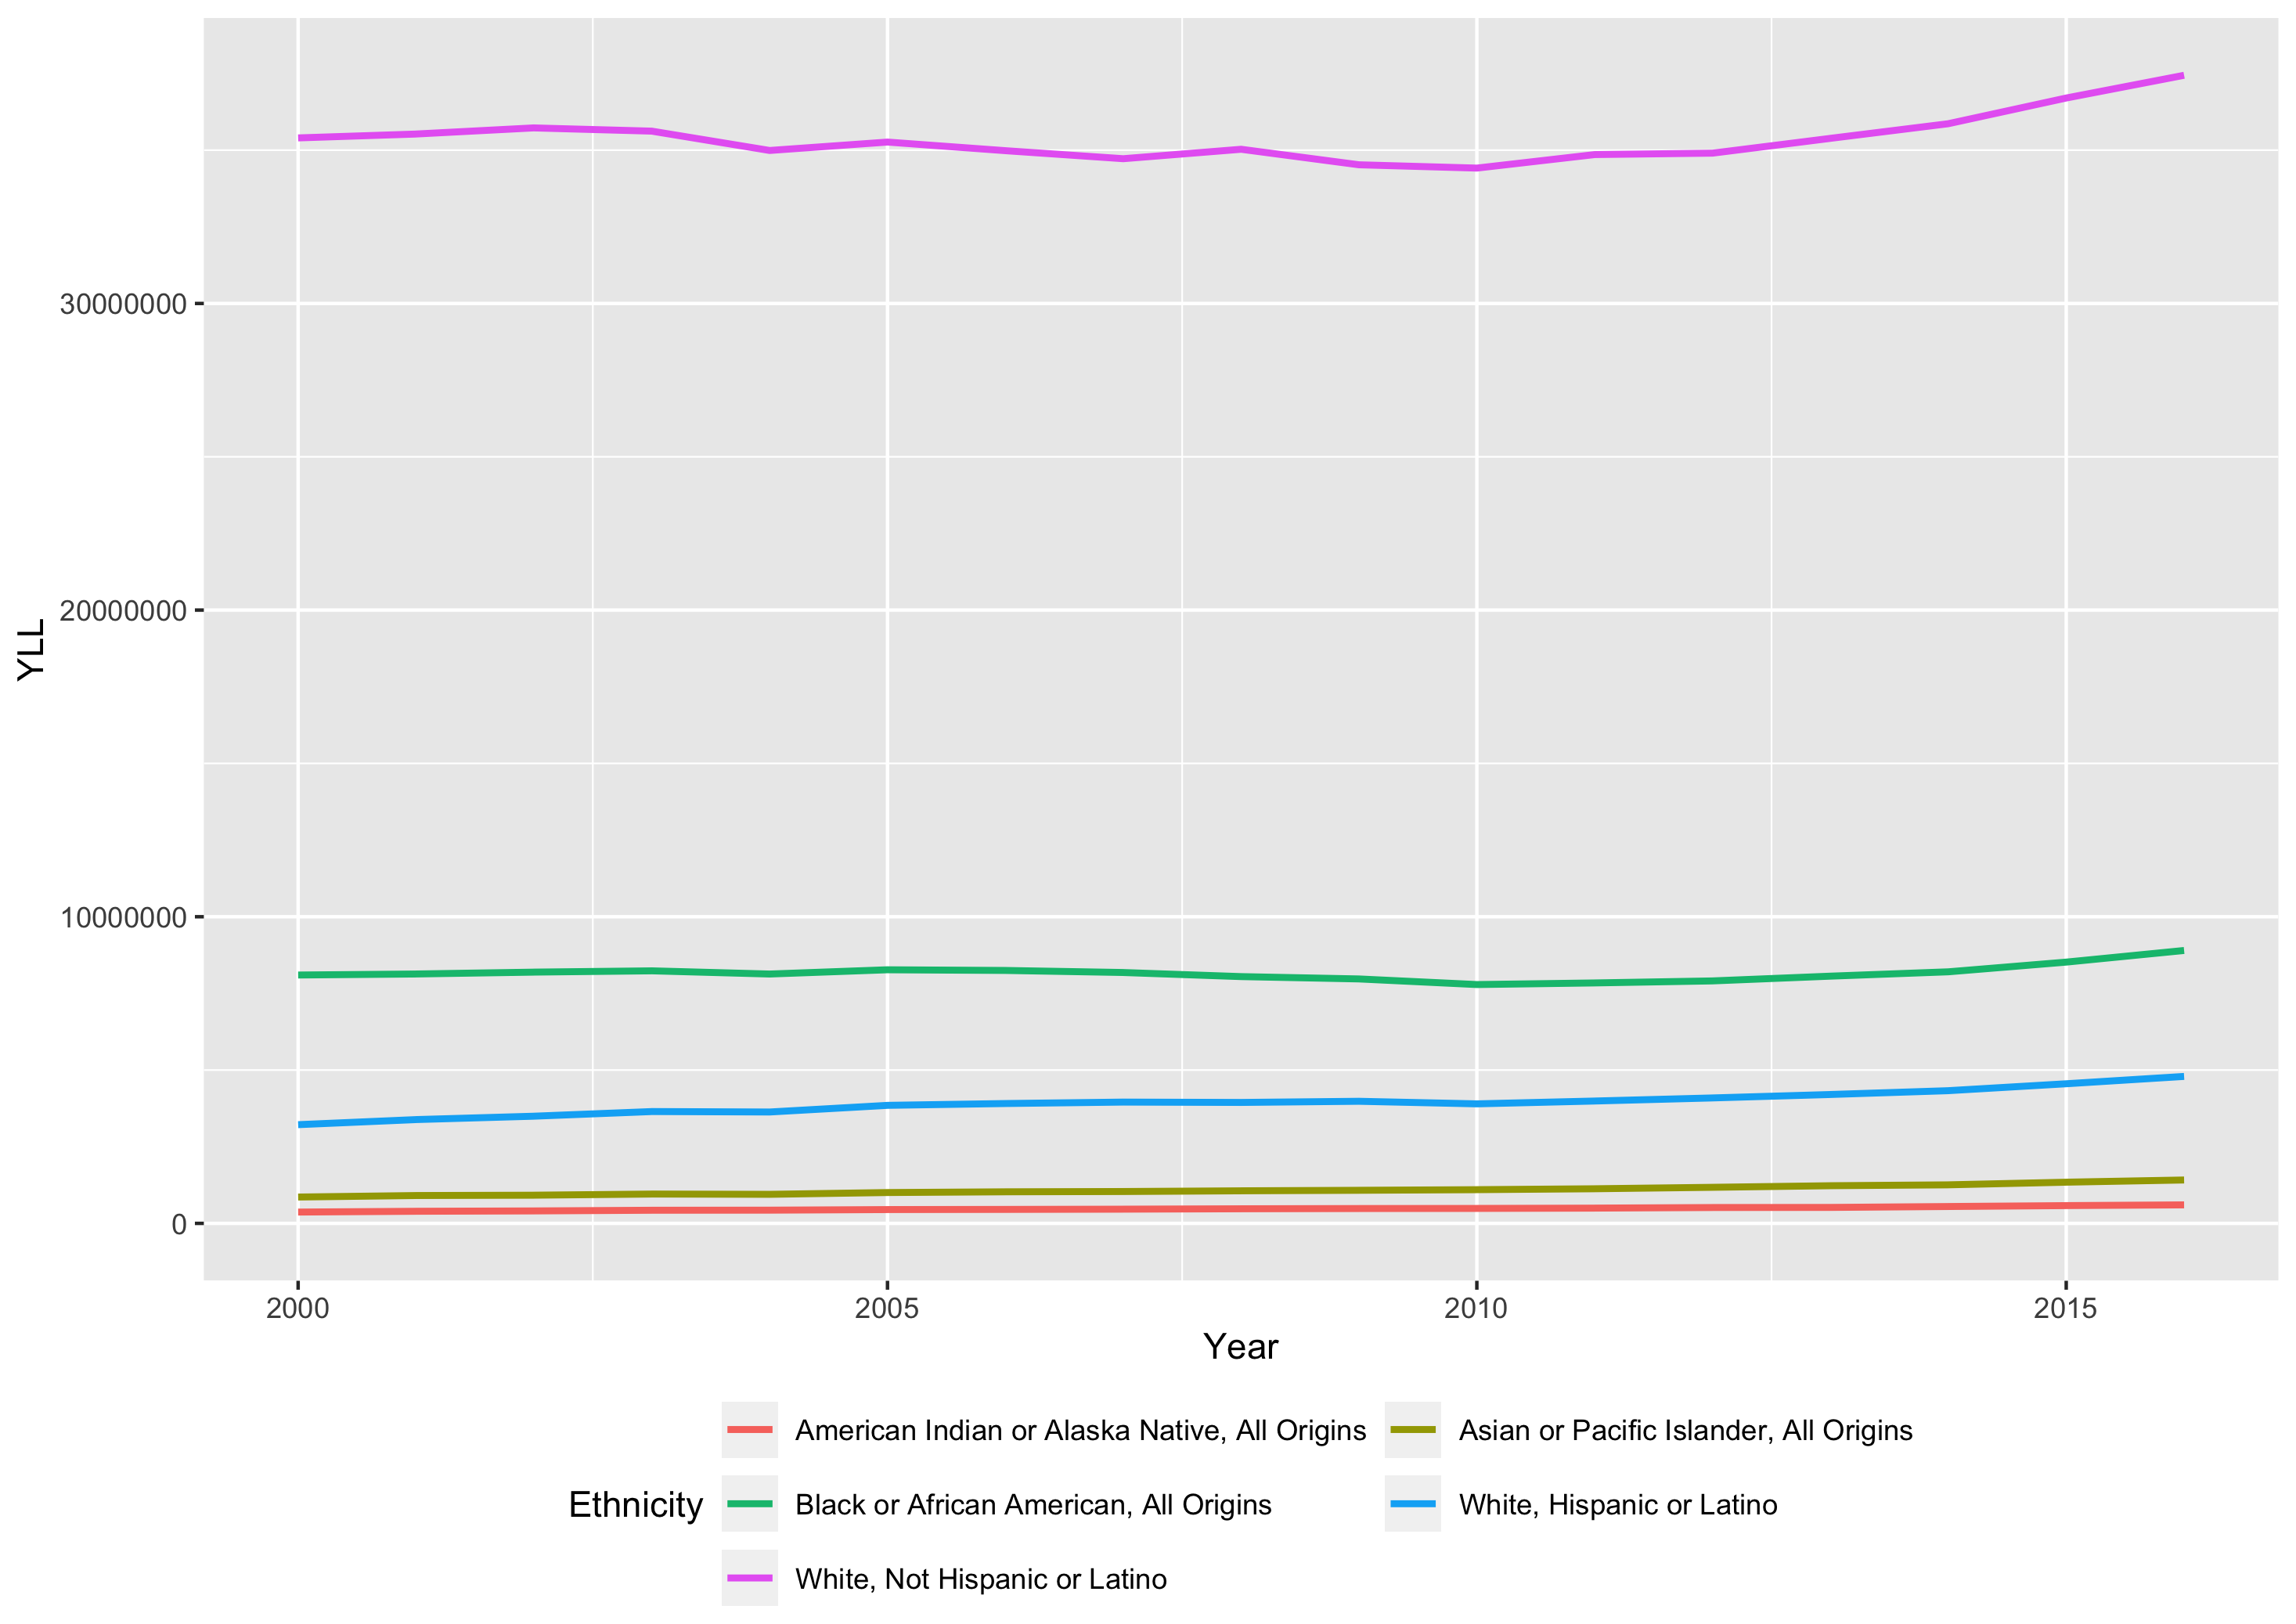 YLL
30000000
20000000
10000000
0
2000 2005 2010 2015
Year
Ethnicity
American Indian or Alaska Native, All Origins
Asian or Pacific Islander, All Origins
Black or African American, All Origins
White, Hispanic or Latino
White, Not Hispanic or Latino